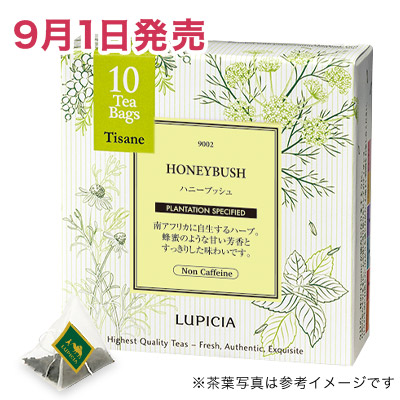 9月1日発売
10
Tea
Bags
Tisane
9002
HONEYBUSH
ハニーブッシュ
PLANTATION SPECIFIED
南アフリカに自生するハーブ。
蜂蜜のような甘い芳香と
すっきりした味わいです。
Non Caffeine
LUPICIA
Highest Quality Teas – Fresh, Authentic, Exquisite
LUPICIA
※茶葉写真は参考イメージです